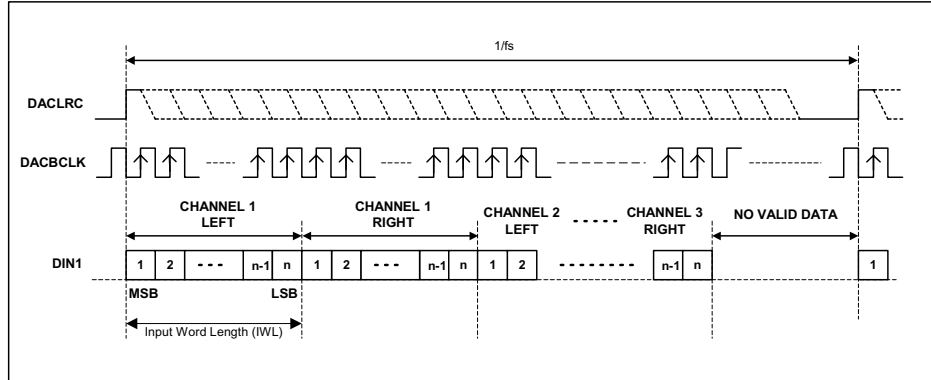 1/fs
DACLRC
DACBCLK
CHANNEL 1
LEFT
CHANNEL 1
RIGHT
CHANNEL 2
LEFT
CHANNEL 3
RIGHT
NO VALID DATA
DIN1
1 2 n-1 n 1 2 n-1 n 1 2 n-1 n 1
MSB LSB
Input Word Length (IWL)